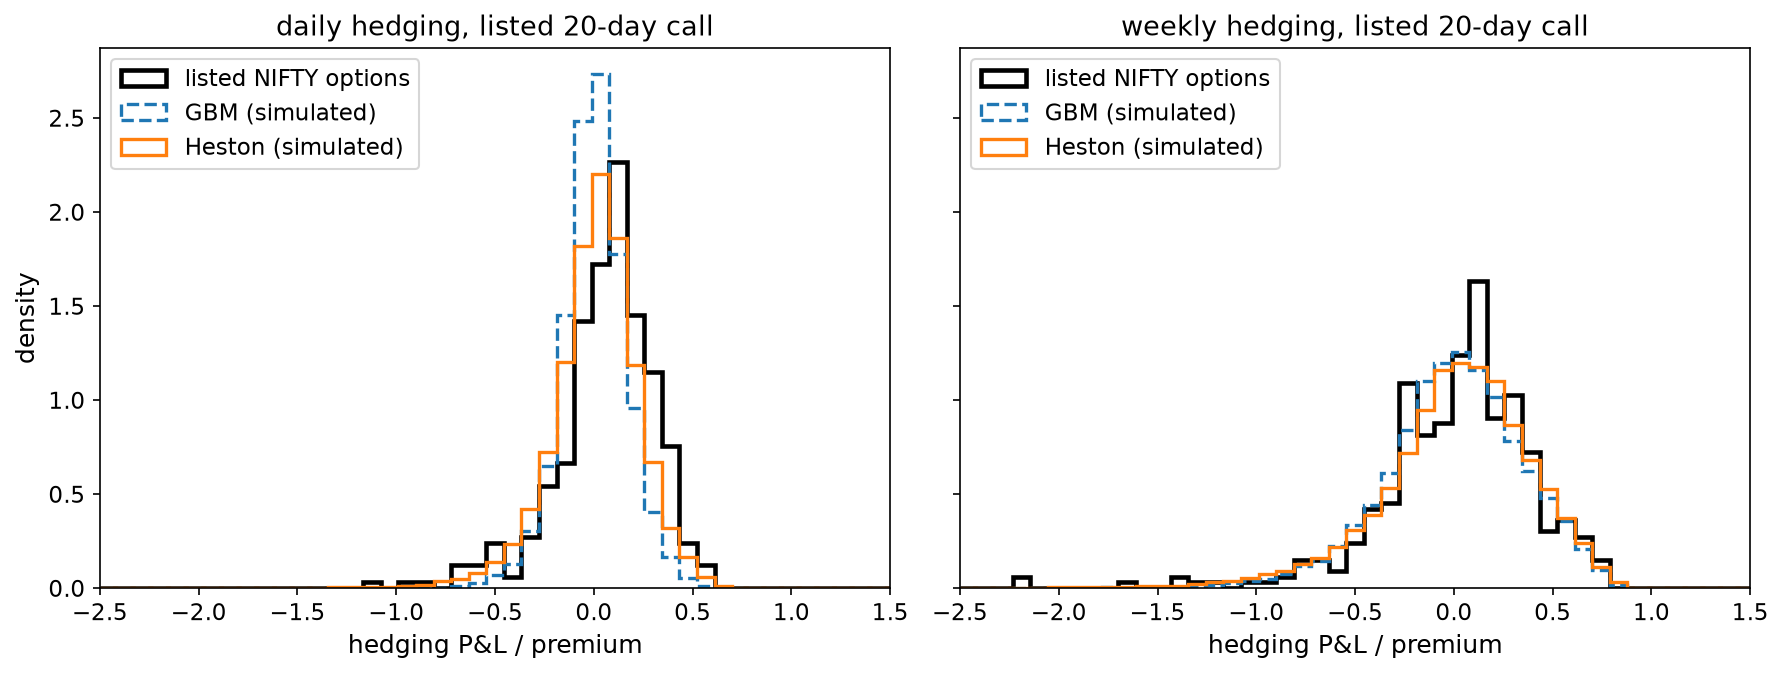 daily hedging, listed 20-day call
listed NIFTY options
GBM (simulated)
Heston (simulated)
density
2.5
2.0
1.5
1.0
0.5
0.0
−2.5 −2.0 −1.5 −1.0 −0.5 0.0 0.5 1.0 1.5
hedging P&L / premium
weekly hedging, listed 20-day call
listed NIFTY options
GBM (simulated)
Heston (simulated)
−2.5 −2.0 −1.5 −1.0 −0.5 0.0 0.5 1.0 1.5
hedging P&L / premium